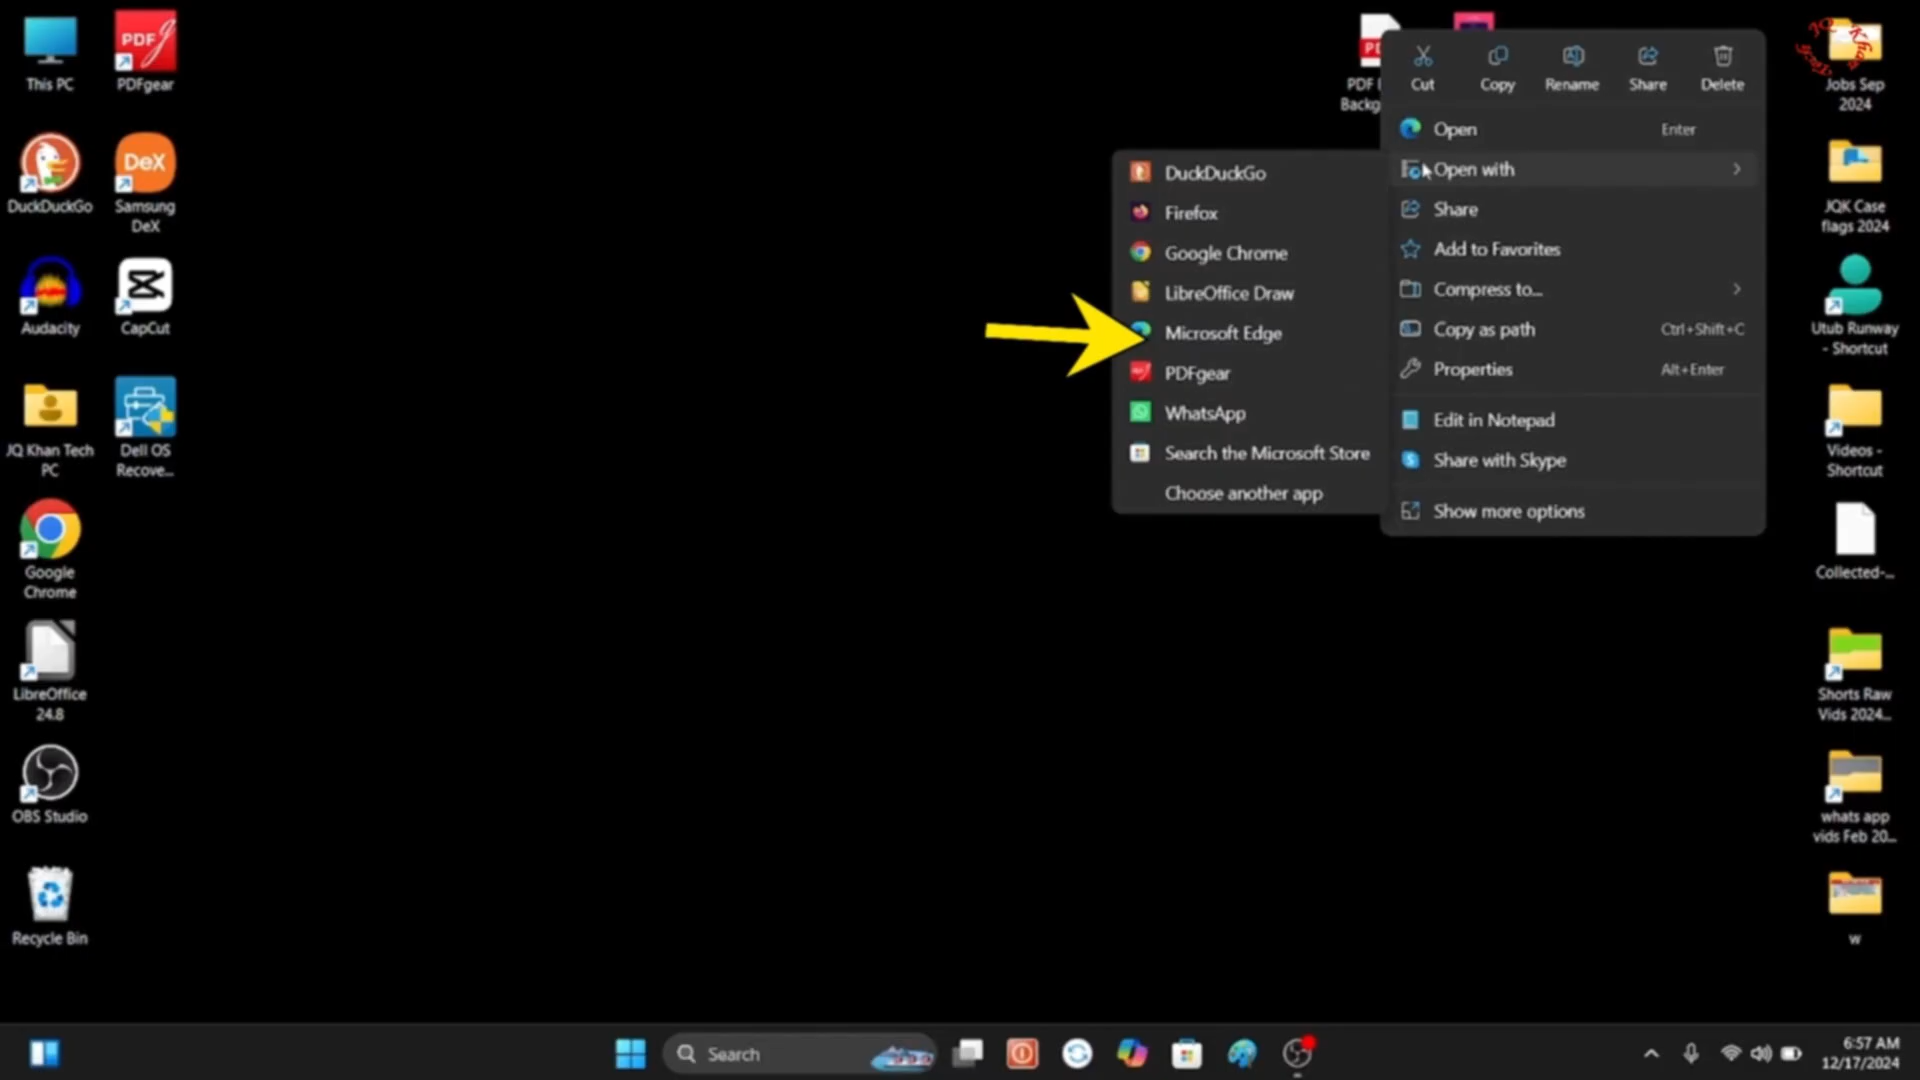 This PC
PDF
PDFgear
DuckDuckGo
DeX
Samsung
DeX
Audacity
CapCut
JQ Khan Tech
PC
Dell OS
Recove...
Google
Chrome
LibreOffice
24.8
OBS Studio
Recycle Bin
PDF
Backg
Cut
Copy
Rename
Share
Delete
Open Enter
Open with
Share
Add to Favorites
Compress to...
Copy as path Ctrl+Shift+C
Properties Alt+Enter
Edit in Notepad
Share with Skype
Show more options
DuckDuckGo
Firefox
Google Chrome
LibreOffice Draw
Microsoft Edge
PDFgear
WhatsApp
Search the Microsoft Store
Choose another app
JQ Khan
Jobs Sep
2024
JQK Case
flags 2024
Utub Runway
- Shortcut
Videos -
Shortcut
Collected-...
Shorts Raw
Vids 2024...
whats app
vids Feb 20...
w
Search
6:57 AM
12/17/2024